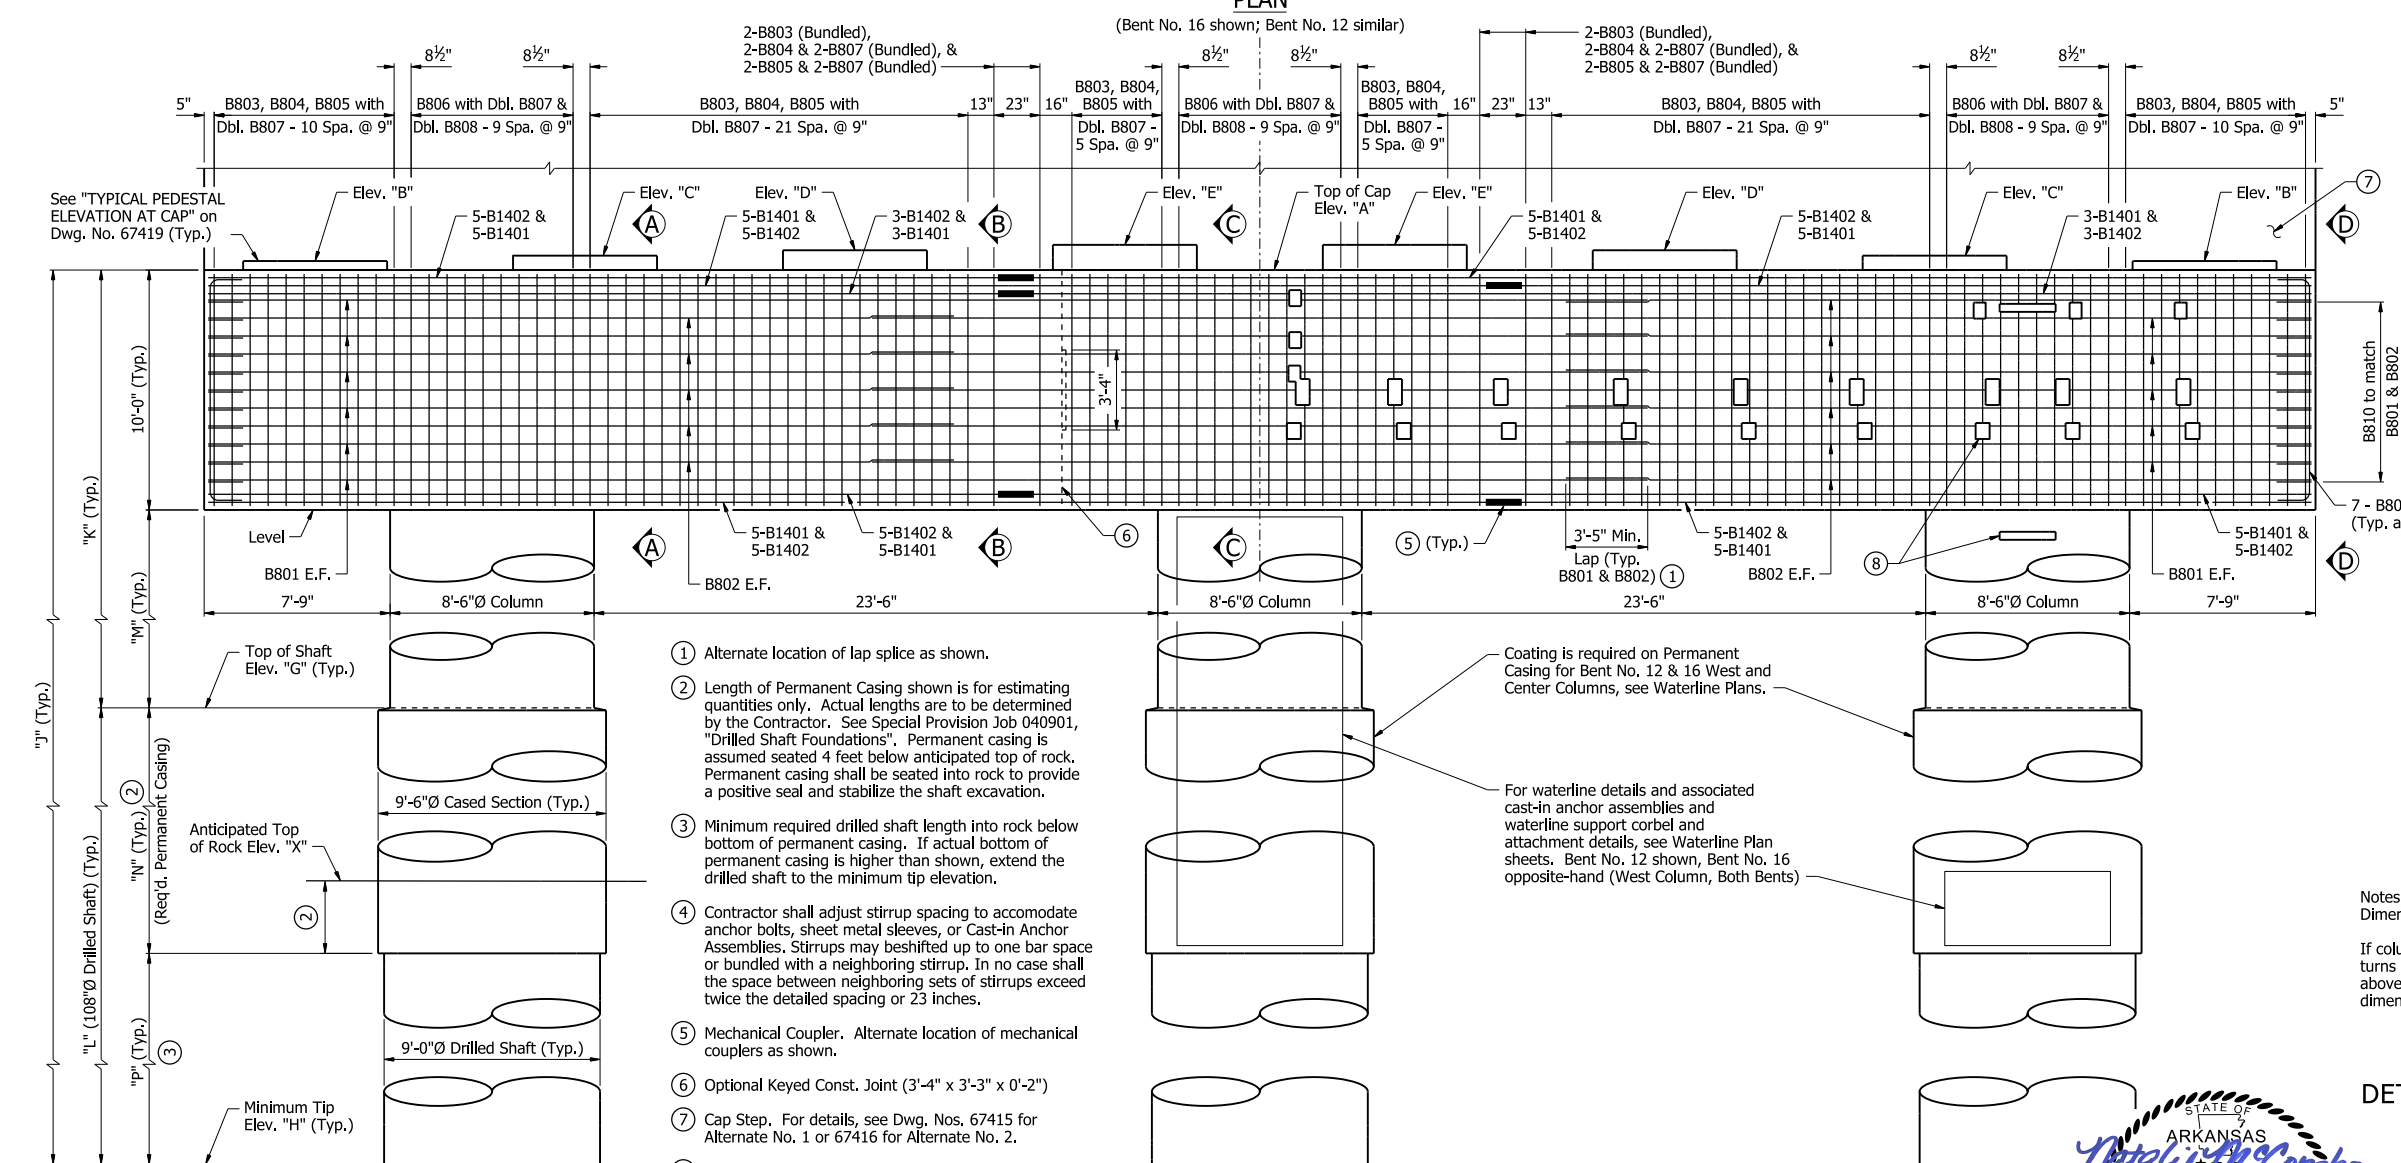 PLAN
(Bent No. 16 shown; Bent No. 12 similar)
2-B803 (Bundled),
2-B804 & 2-B807 (Bundled), &
2-B805 & 2-B807 (Bundled)
2-B803 (Bundled),
2-B804 & 2-B807 (Bundled), &
2-B805 & 2-B807 (Bundled)
8½"
8½"
8½"
8½"
8½"
8½"
5"
B803, B804, B805 with
Dbl. B807 - 10 Spa. @ 9"
B806 with Dbl. B807 &
Dbl. B808 - 9 Spa. @ 9"
B803, B804, B805 with
Dbl. B807 - 21 Spa. @ 9"
13"
23"
16"
B803, B804,
B805 with
Dbl. B807 -
5 Spa. @ 9"
B806 with Dbl. B807 &
Dbl. B808 - 9 Spa. @ 9"
B803, B804,
B805 with
Dbl. B807 -
5 Spa. @ 9"
16"
23"
13"
B803, B804, B805 with
Dbl. B807 - 21 Spa. @ 9"
B806 with Dbl. B807 &
Dbl. B808 - 9 Spa. @ 9"
B803, B804, B805 with
Dbl. B807 - 10 Spa. @ 9"
5"
See "TYPICAL PEDESTAL
ELEVATION AT CAP" on
Dwg. No. 67419 (Typ.)
Elev. "B"
5-B1402 &
5-B1401
Elev. "C"
A
Elev. "D"
5-B1401 &
5-B1402
3-B1402 &
3-B1401
B
Elev. "E"
C
Top of Cap
Elev. "A"
Elev. "E"
5-B1401 &
5-B1402
Elev. "D"
5-B1402 &
5-B1401
Elev. "C"
3-B1401 &
3-B1402
Elev. "B"
7
D
10'-0" (Typ.)
3'-4"
B810 to match
B801 & B802
"K" (Typ.)
"M" (Typ.)
"J" (Typ.)
Level
B801 E.F.
A
5-B1401 &
5-B1402
B802 E.F.
5-B1402 &
5-B1401
B
6
C
5 (Typ.)
3'-5" Min.
Lap (Typ.
B801 & B802) 1
5-B1402 &
5-B1401
B802 E.F.
8
B801 E.F.
5-B1401 &
5-B1402
7 - B80
(Typ. a
D
7'-9"
8'-6"Ø Column
23'-6"
8'-6"Ø Column
23'-6"
8'-6"Ø Column
7'-9"
Top of Shaft
Elev. "G" (Typ.)
9'-6"Ø Cased Section (Typ.)
Anticipated Top
of Rock Elev. "X"
2
"N" (Typ.) 2
(Req'd. Permanent Casing)
"L" (108"Ø Drilled Shaft) (Typ.)
"P" (Typ.) 3
9'-0"Ø Drilled Shaft (Typ.)
Minimum Tip
Elev. "H" (Typ.)
1 Alternate location of lap splice as shown.
2 Length of Permanent Casing shown is for estimating
quantities only. Actual lengths are to be determined
by the Contractor. See Special Provision Job 040901,
"Drilled Shaft Foundations". Permanent casing is
assumed seated 4 feet below anticipated top of rock.
Permanent casing shall be seated into rock to provide
a positive seal and stabilize the shaft excavation.
3 Minimum required drilled shaft length into rock below
bottom of permanent casing. If actual bottom of
permanent casing is higher than shown, extend the
drilled shaft to the minimum tip elevation.
4 Contractor shall adjust stirrup spacing to accomodate
anchor bolts, sheet metal sleeves, or Cast-in Anchor
Assemblies. Stirrups may beshifted up to one bar space
or bundled with a neighboring stirrup. In no case shall
the space between neighboring sets of stirrups exceed
twice the detailed spacing or 23 inches.
5 Mechanical Coupler. Alternate location of mechanical
couplers as shown.
6 Optional Keyed Const. Joint (3'-4" x 3'-3" x 0'-2")
7 Cap Step. For details, see Dwg. Nos. 67415 for
Alternate No. 1 or 67416 for Alternate No. 2.
Coating is required on Permanent
Casing for Bent No. 12 & 16 West and
Center Columns, see Waterline Plans.
For waterline details and associated
cast-in anchor assemblies and
waterline support corbel and
attachment details, see Waterline Plan
sheets. Bent No. 12 shown, Bent No. 16
opposite-hand (West Column, Both Bents)
Notes
Dimen
If colu
turns
above
dimen
DET
STATE OF
ARKANSAS